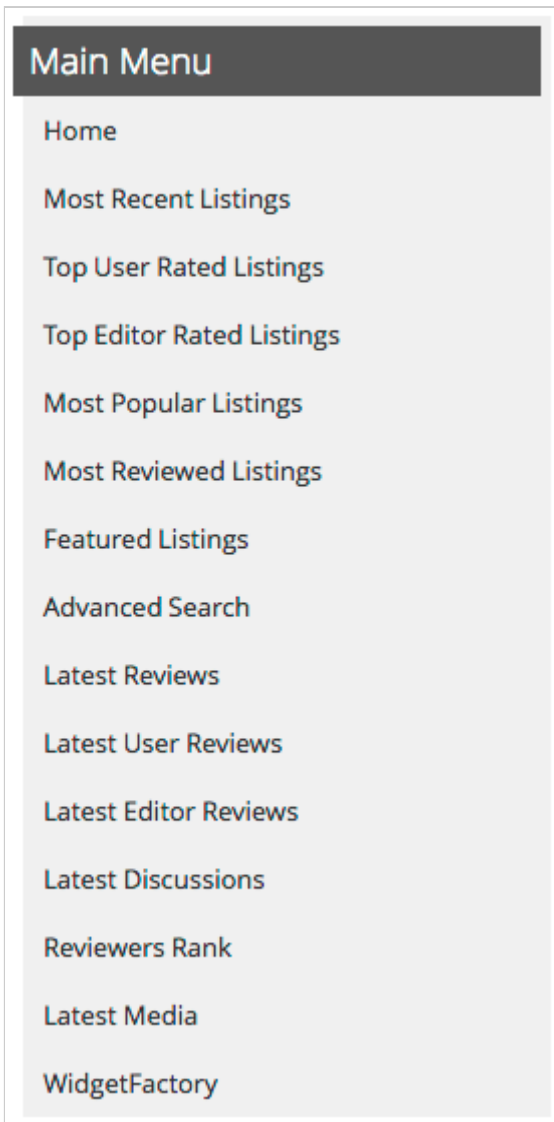 Main Menu
Home
Most Recent Listings
Top User Rated Listings
Top Editor Rated Listings
Most Popular Listings
Most Reviewed Listings
Featured Listings
Advanced Search
Latest Reviews
Latest User Reviews
Latest Editor Reviews
Latest Discussions
Reviewers Rank
Latest Media
WidgetFactory